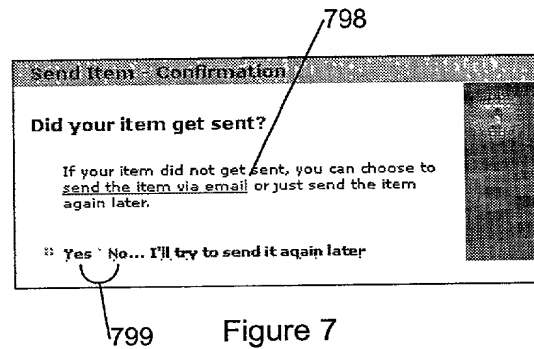 798
Send Item - Confirmation
Did your item get sent?
If your item did not get sent, you can choose to
send the item via email or just send the item
again later.
Yes No... I'll try to send it again later
799
Figure 7